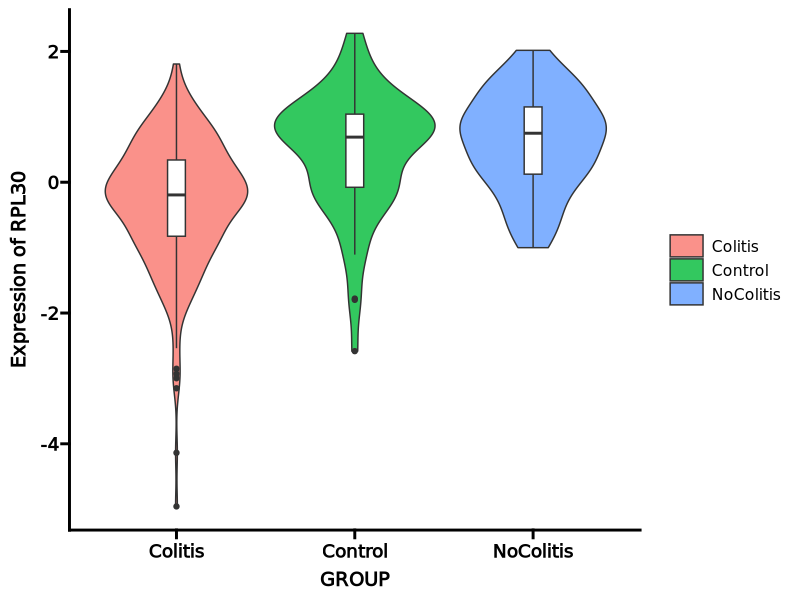 Expression of RPL30
2
0
-2
-4
Colitis
Control
NoColitis
GROUP
Colitis
Control
NoColitis